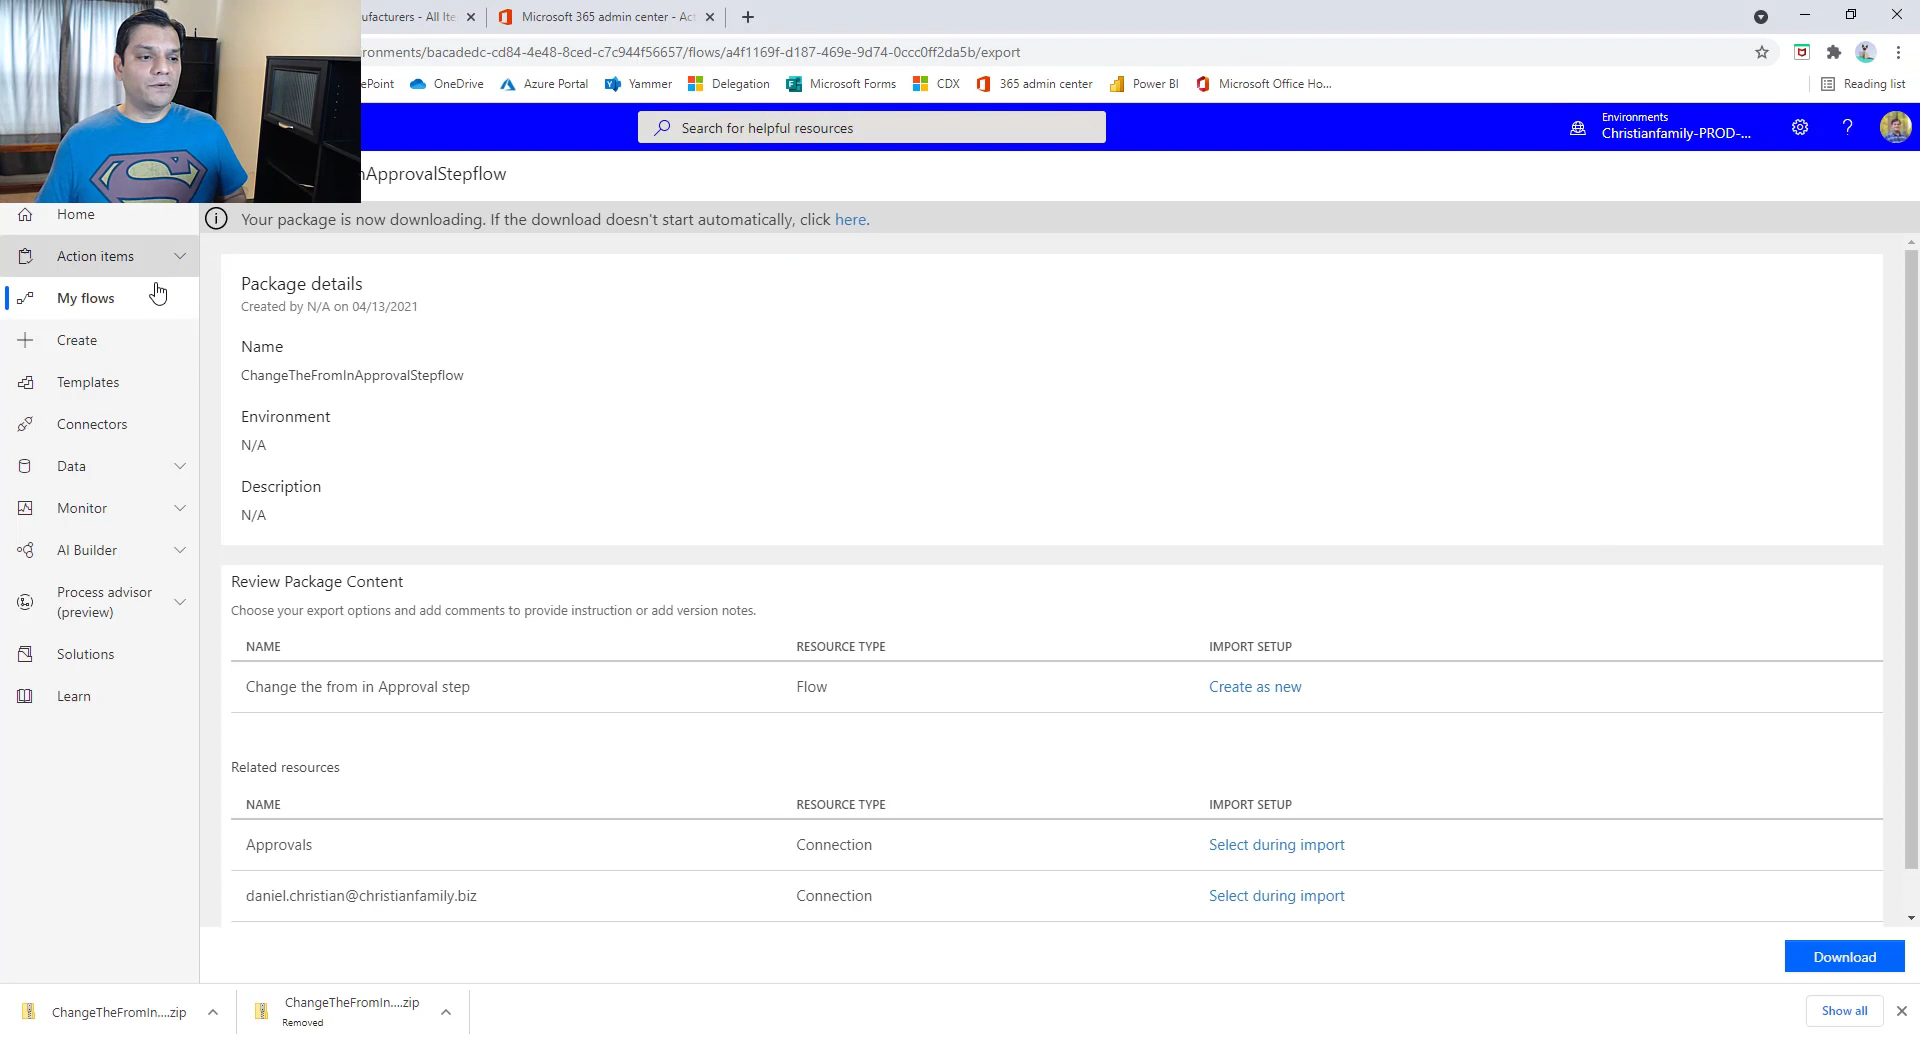 ufacturers - All Ite
Microsoft 365 admin center - Ac
ronments/bacadedc-cd84-4e48-8ced-c7c944f56657/flows/a4f1169f-d187-469e-9d74-0ccc0ff2da5b/export
ePoint
OneDrive
Azure Portal
Yammer
Delegation
Microsoft Forms
CDX
365 admin center
Power BI
Microsoft Office Ho...
Reading list
Search for helpful resources
Environments
Christianfamily-PROD-...
nApprovalStepflow
Your package is now downloading. If the download doesn't start automatically, click here.
Home
Action items
My flows
Create
Templates
Connectors
Data
Monitor
AI Builder
Process advisor
(preview)
Solutions
Learn
Package details
Created by N/A on 04/13/2021
Name
ChangeTheFromInApprovalStepflow
Environment
N/A
Description
N/A
Review Package Content
Choose your export options and add comments to provide instruction or add version notes.
NAME RESOURCE TYPE IMPORT SETUP
Change the from in Approval step Flow Create as new
Related resources
NAME RESOURCE TYPE IMPORT SETUP
Approvals Connection Select during import
daniel.christian@christianfamily.biz Connection Select during import
Download
ChangeTheFromIn....zip
ChangeTheFromIn....zip
Removed
Show all